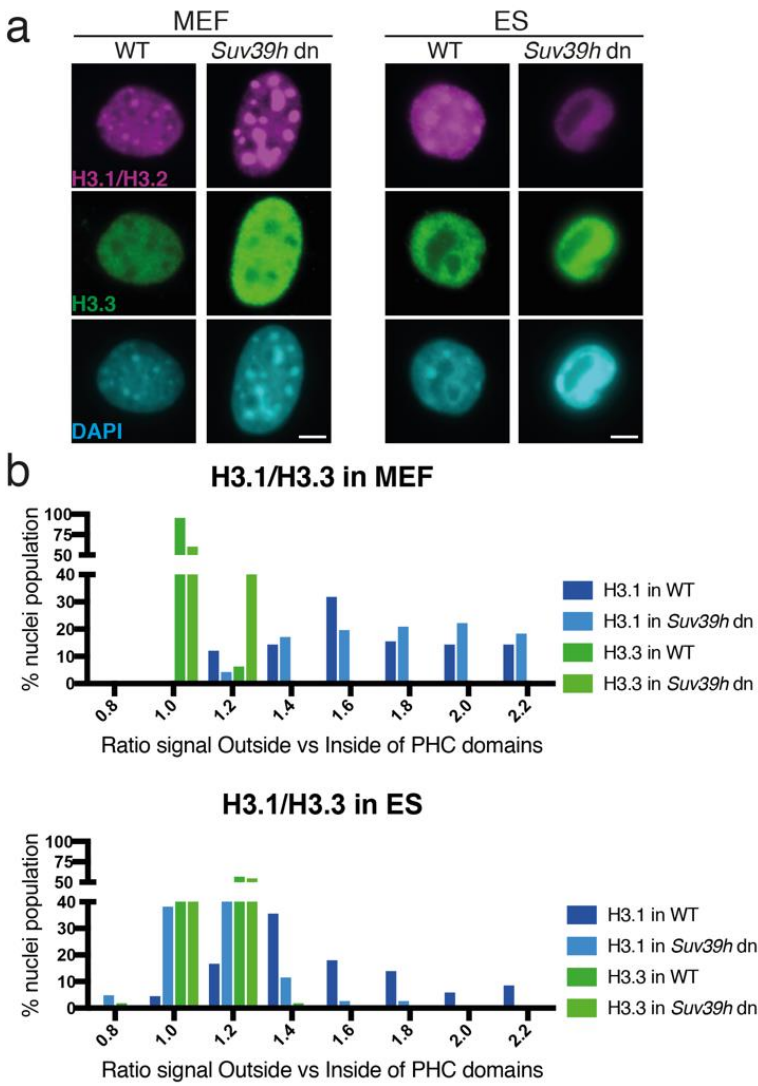 a
MEF
ES
WT
Suv39h dn
WT
Suv39h dn
H3.1/H3.2
H3.3
DAPI
b
H3.1/H3.3 in MEF
% nuclei population
100
75
50
40
30
20
10
0
0.8
1.0
1.2
1.4
1.6
1.8
2.0
2.2
Ratio signal Outside vs Inside of PHC domains
H3.1 in WT
H3.1 in Suv39h dn
H3.3 in WT
H3.3 in Suv39h dn
H3.1/H3.3 in ES
% nuclei population
100
75
50
40
30
20
10
0
0.8
1.0
1.2
1.4
1.6
1.8
2.0
2.2
Ratio signal Outside vs Inside of PHC domains
H3.1 in WT
H3.1 in Suv39h dn
H3.3 in WT
H3.3 in Suv39h dn